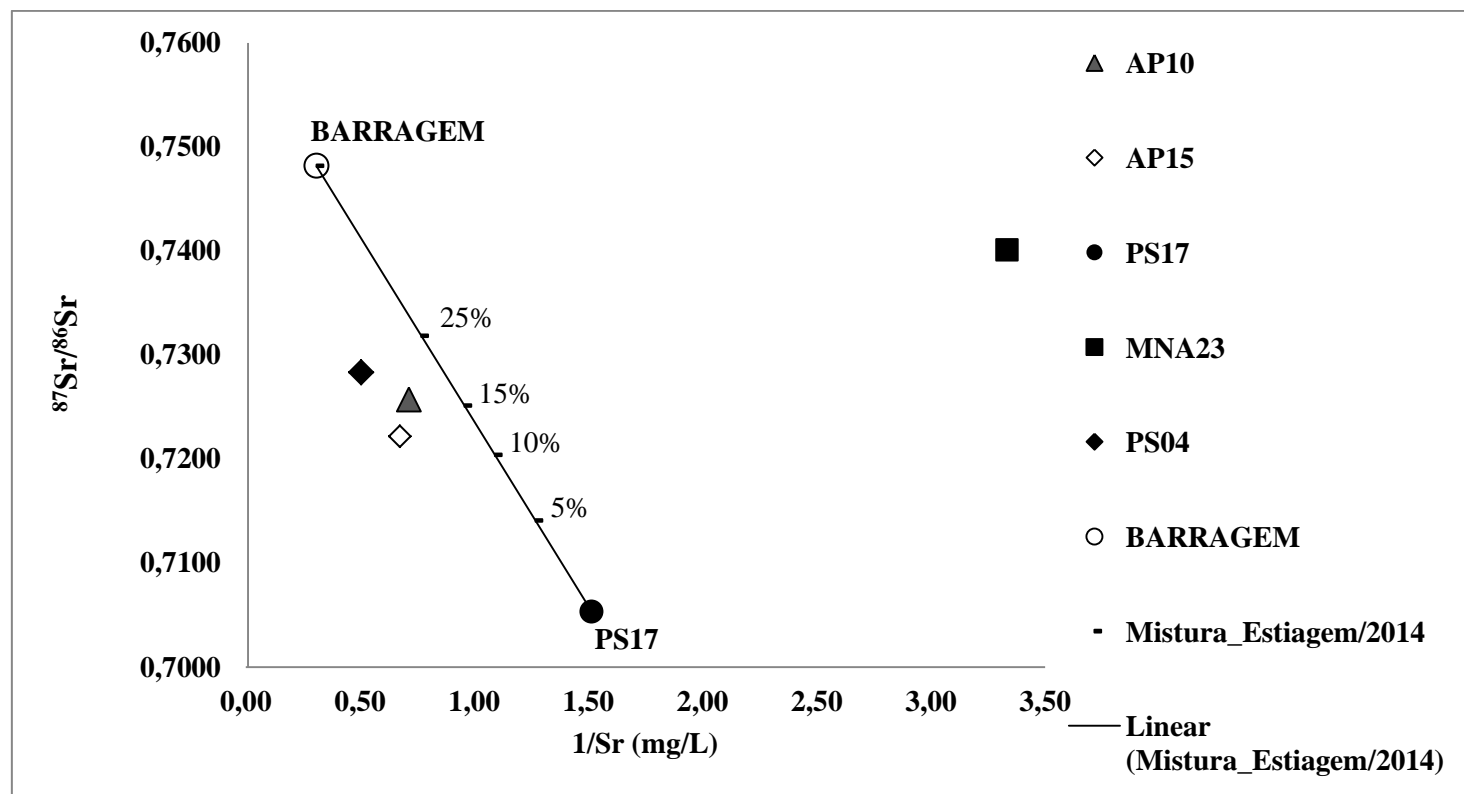 0,7600
0,7500
0,7400
0,7300
0,7200
0,7100
0,7000
⁸⁷Sr/⁸⁶Sr
BARRAGEM
25%
15%
10%
5%
PS17
0,00 0,50 1,00 1,50 2,00 2,50 3,00 3,50
1/Sr (mg/L)
AP10
AP15
PS17
MNA23
PS04
BARRAGEM
Mistura_Estiagem/2014
Linear
(Mistura_Estiagem/2014)